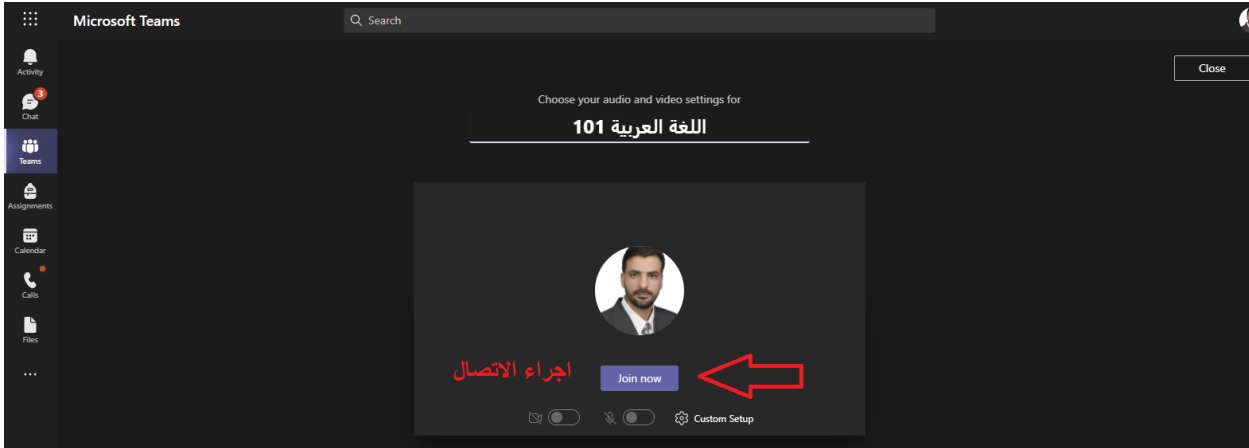 Microsoft Teams
Search
Activity
3
Chat
Teams
Assignments
Calendar
Calls
Files
Close
Choose your audio and video settings for
اللغة العربية 101
اجراء الاتصال
Join now
Custom Setup